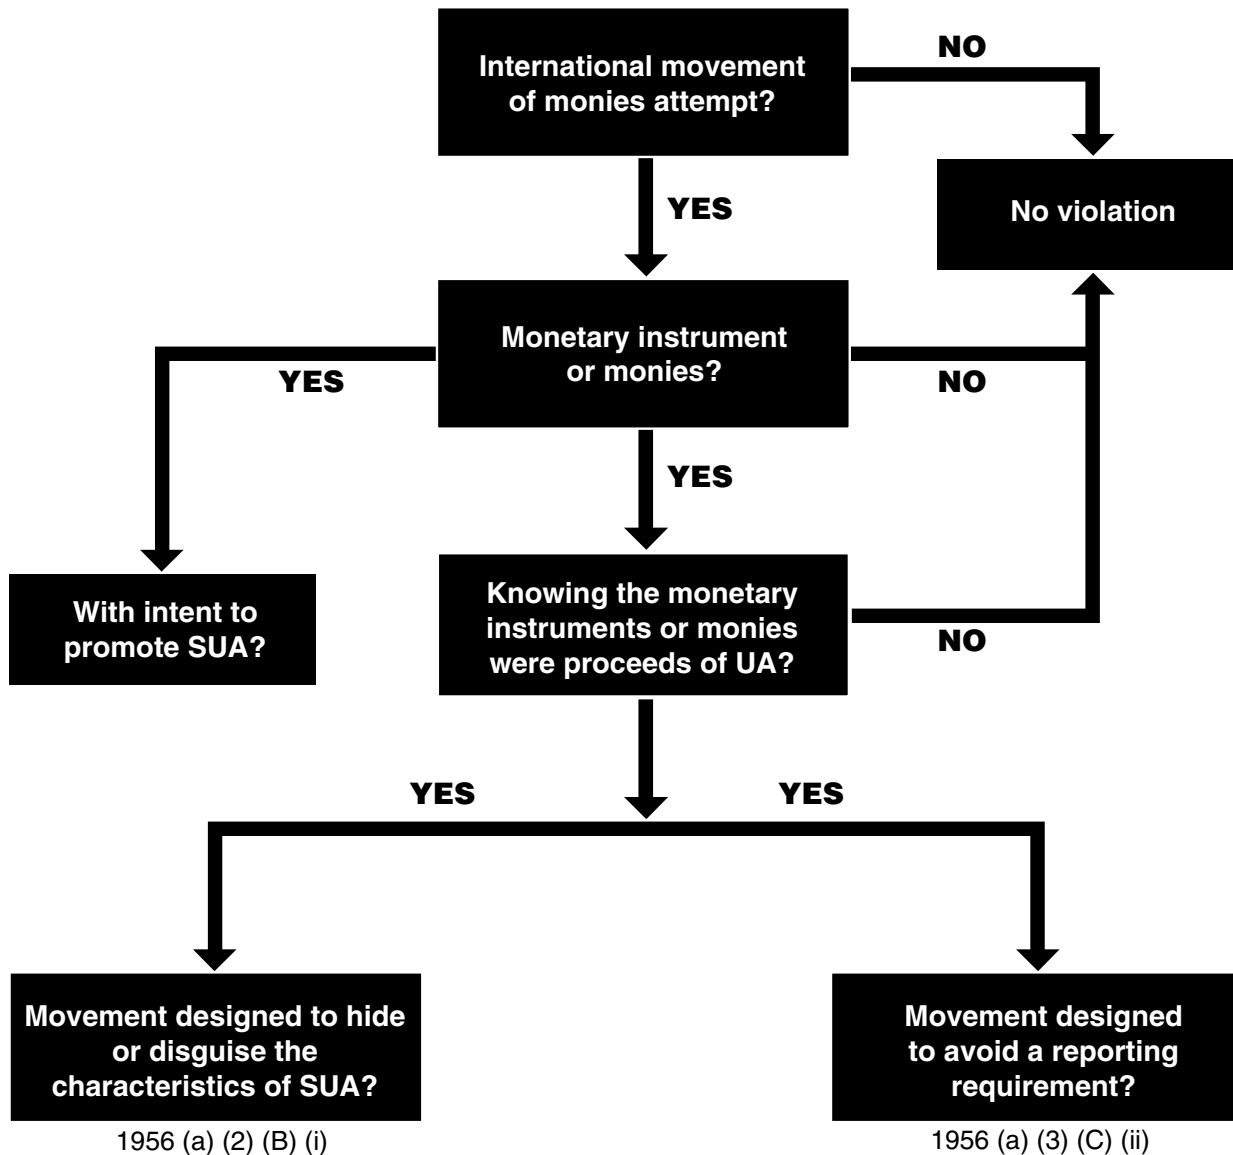 International movement
of monies attempt?
NO
No violation
YES
Monetary instrument
or monies?
YES
NO
YES
With intent to
promote SUA?
Knowing the monetary
instruments or monies
were proceeds of UA?
NO
YES
YES
Movement designed to hide
or disguise the
characteristics of SUA?
1956 (a) (2) (B) (i)
Movement designed
to avoid a reporting
requirement?
1956 (a) (3) (C) (ii)